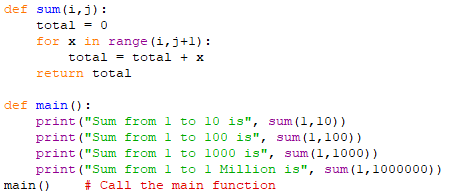 def sum(i,j):
    total = 0
    for x in range(i,j+1):
        total = total + x
    return total

def main():
    print("Sum from 1 to 10 is", sum(1,10))
    print("Sum from 1 to 100 is", sum(1,100))
    print("Sum from 1 to 1000 is", sum(1,1000))
    print("Sum from 1 to 1 Million is", sum(1,1000000))
main()    # Call the main function